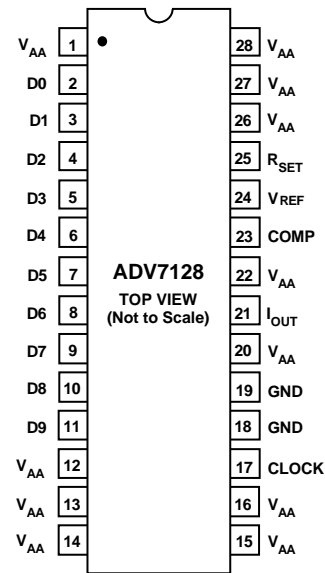 V_AA 1 28 V_AA
D0 2 27 V_AA
D1 3 26 V_AA
D2 4 25 R_SET
D3 5 24 V_REF
D4 6 23 COMP
D5 7 ADV7128 22 V_AA
TOP VIEW
D6 8 (Not to Scale) 21 I_OUT
D7 9 20 V_AA
D8 10 19 GND
D9 11 18 GND
V_AA 12 17 CLOCK
V_AA 13 16 V_AA
V_AA 14 15 V_AA